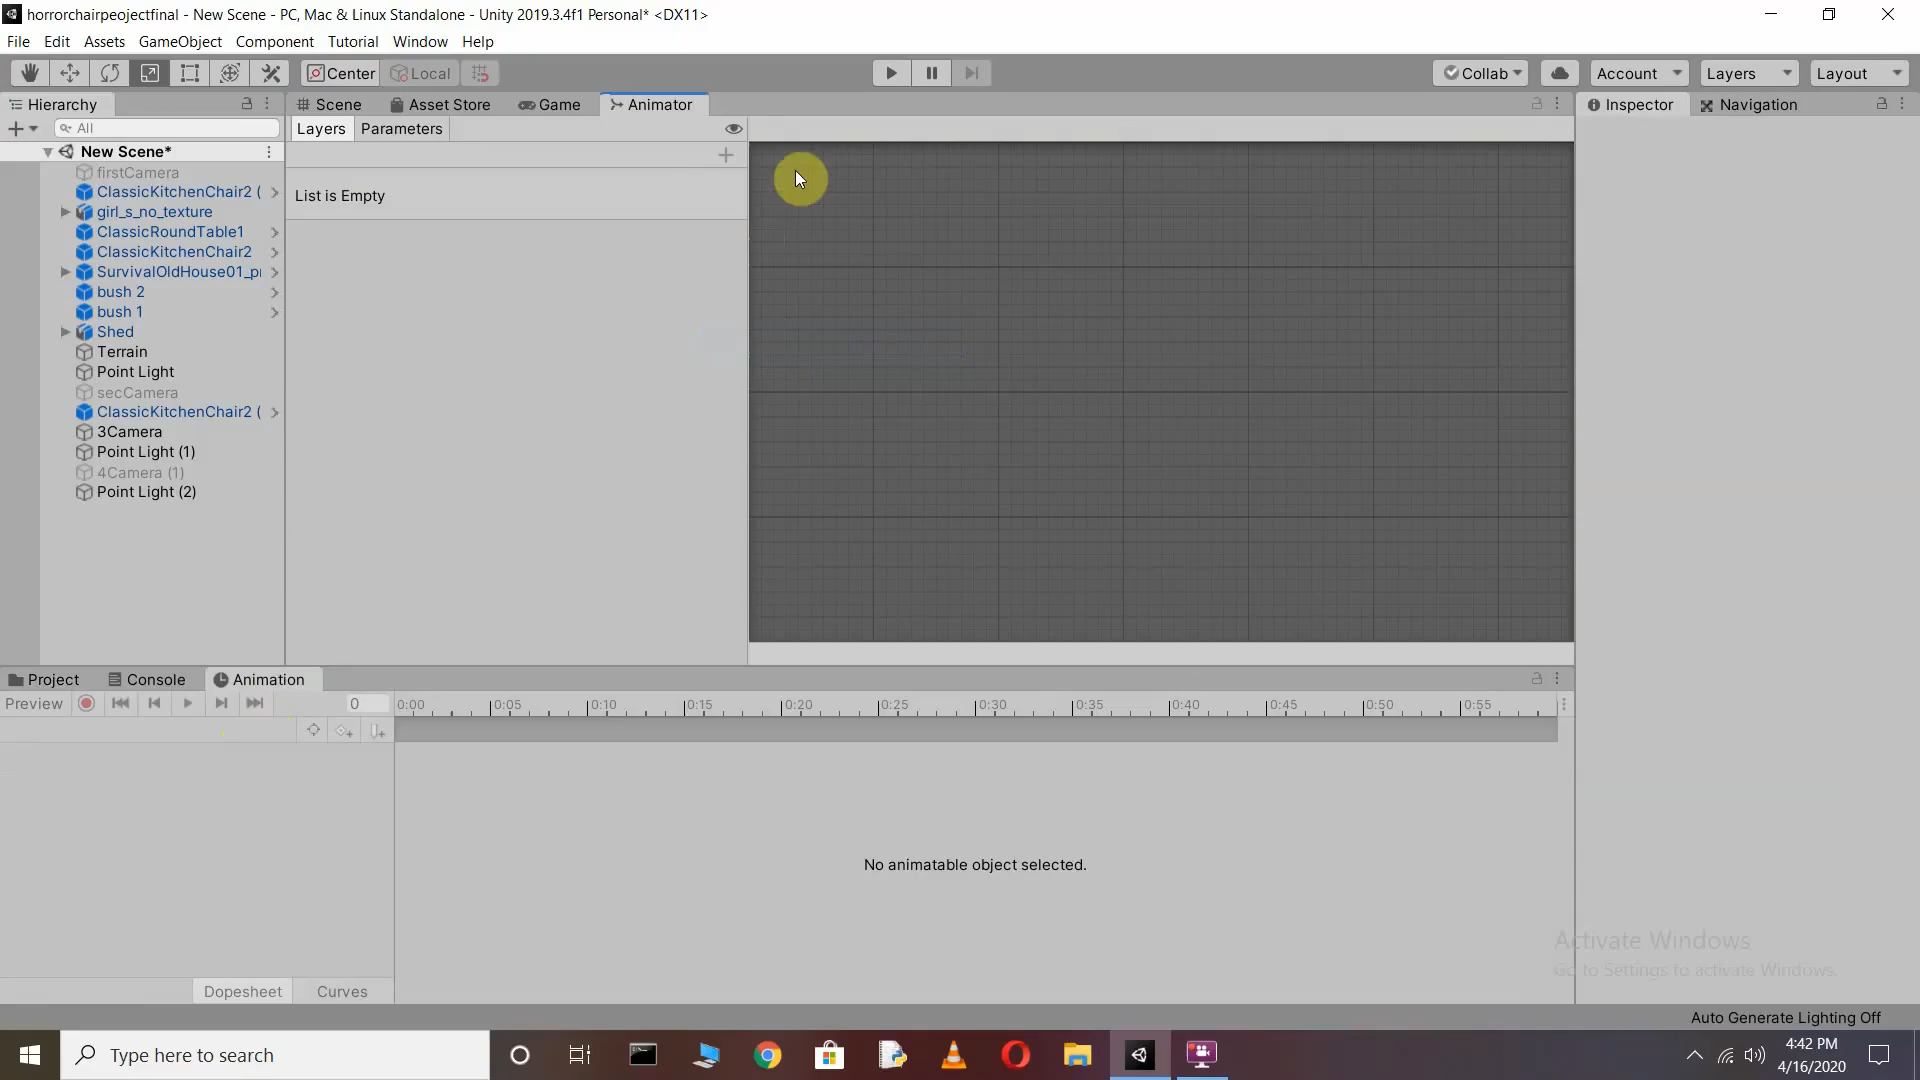 horrorchairpeojectfinal - New Scene - PC, Mac & Linux Standalone - Unity 2019.3.4f1 Personal* <DX11>
File Edit Assets GameObject Component Tutorial Window Help
Center Local Collab Account Layers Layout
Hierarchy Scene Asset Store Game Animator Inspector Navigation
All Layers Parameters
New Scene*
firstCamera
ClassicKitchenChair2 (
List is Empty
girl_s_no_texture
ClassicRoundTable1
ClassicKitchenChair2
SurvivalOldHouse01_p
bush 2
bush 1
Shed
Terrain
Point Light
secCamera
ClassicKitchenChair2 (
3Camera
Point Light (1)
4Camera (1)
Point Light (2)
Project Console Animation
Preview 0 0:00 0:05 0:10 0:15 0:20 0:25 0:30 0:35 0:40 0:45 0:50 0:55
No animatable object selected.
Activate Windows
Go to Settings to activate Windows.
Dopesheet Curves
Auto Generate Lighting Off
Type here to search
4:42 PM
4/16/2020